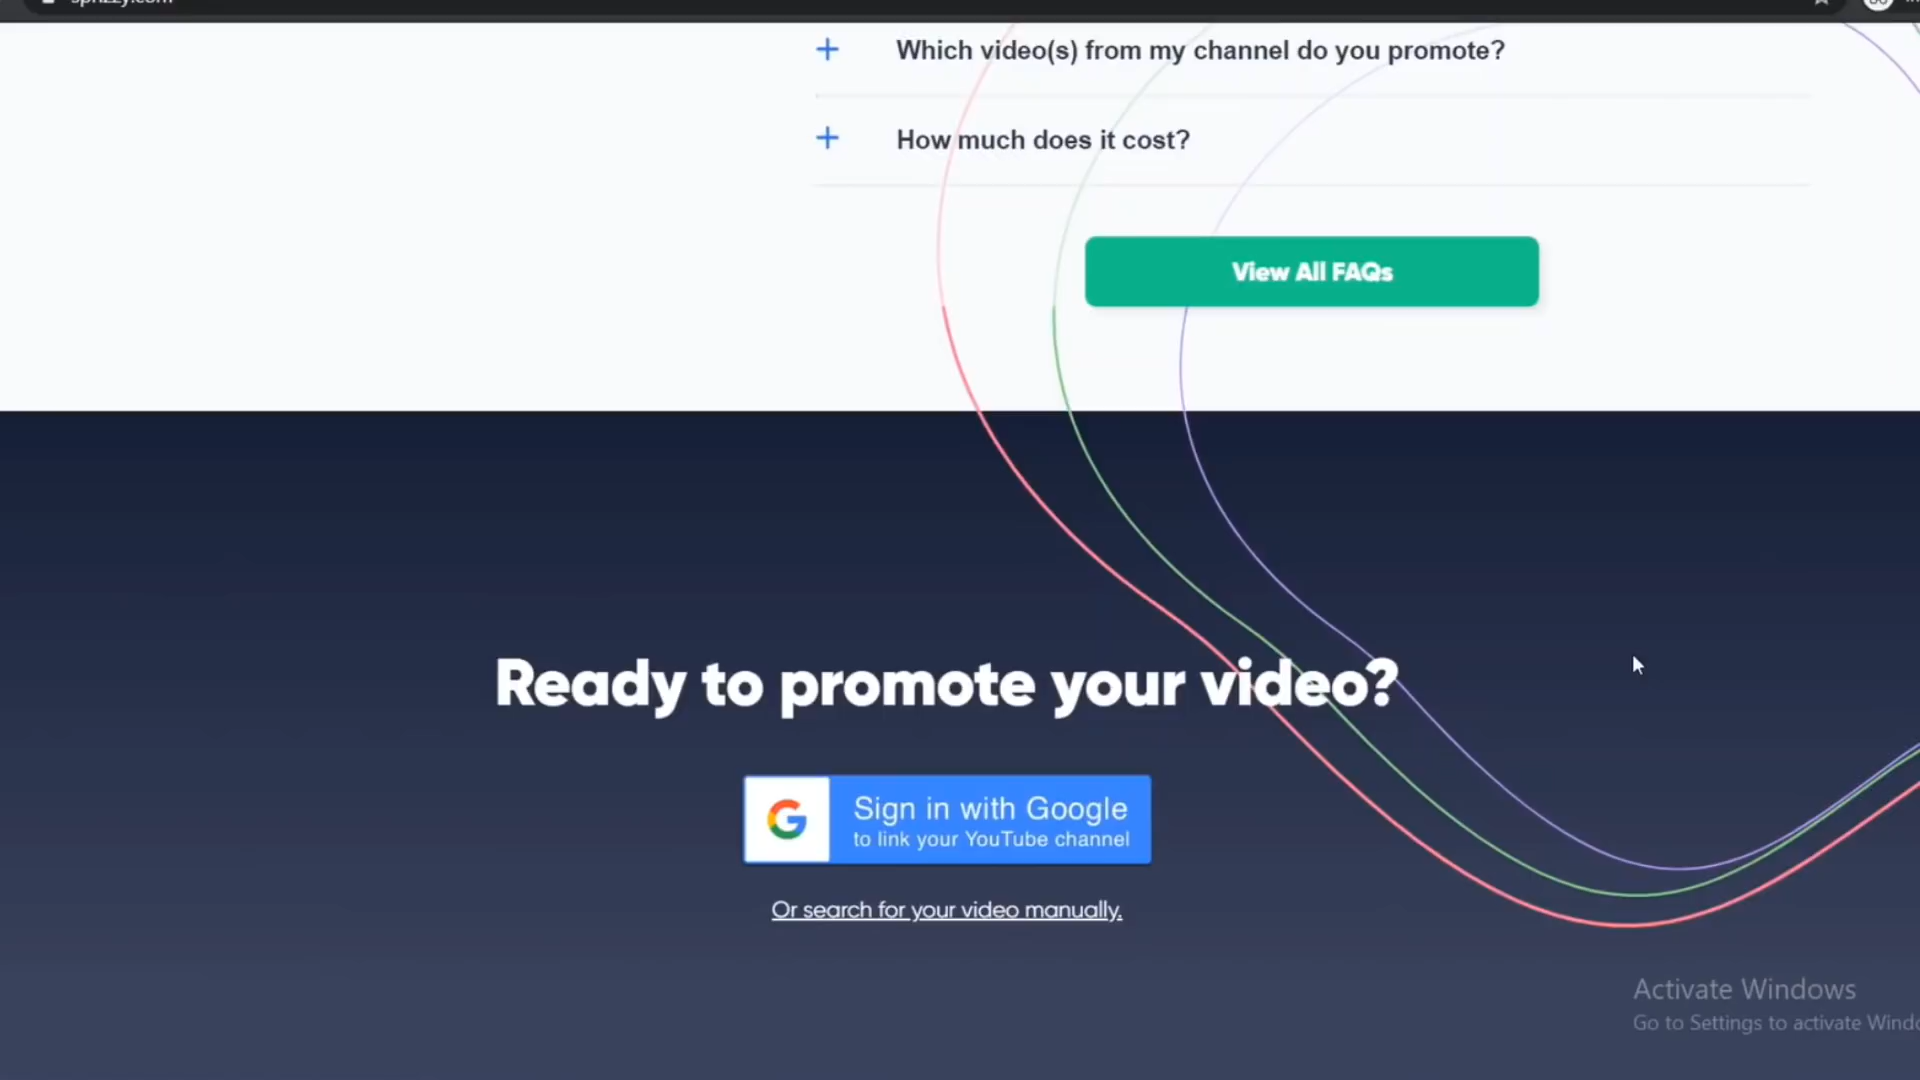 Which video(s) from my channel do you promote?
How much does it cost?
View All FAQs
Ready to promote your video?
Sign in with Google
to link your YouTube channel
Or search for your video manually.
Activate Windows
Go to Settings to activate